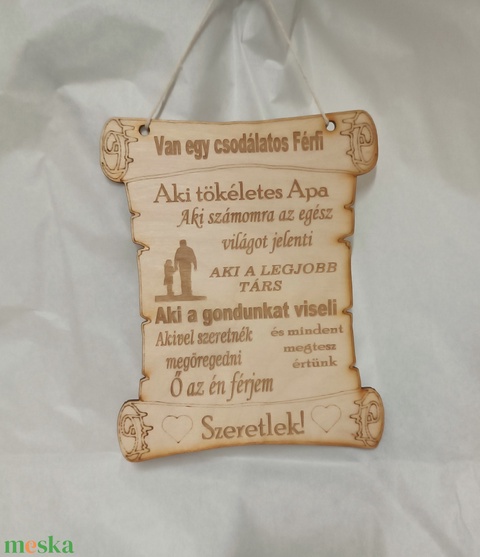 Van egy csodálatos Férfi
Aki tökéletes Apa
Aki számomra az egész
világot jelenti
AKI A LEGJOBB
TÁRS
Aki a gondunkat viseli
Akivel szeretnék
megöregedni
és mindent
megtesz
értünk
Ő az én férjem
Szeretlek!
meska